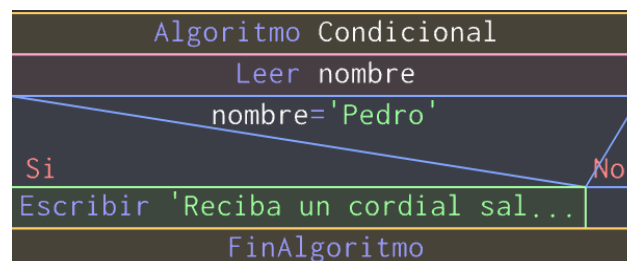 Algoritmo Condicional
Leer nombre
nombre='Pedro'
Si No
Escribir 'Reciba un cordial sal...
FinAlgoritmo